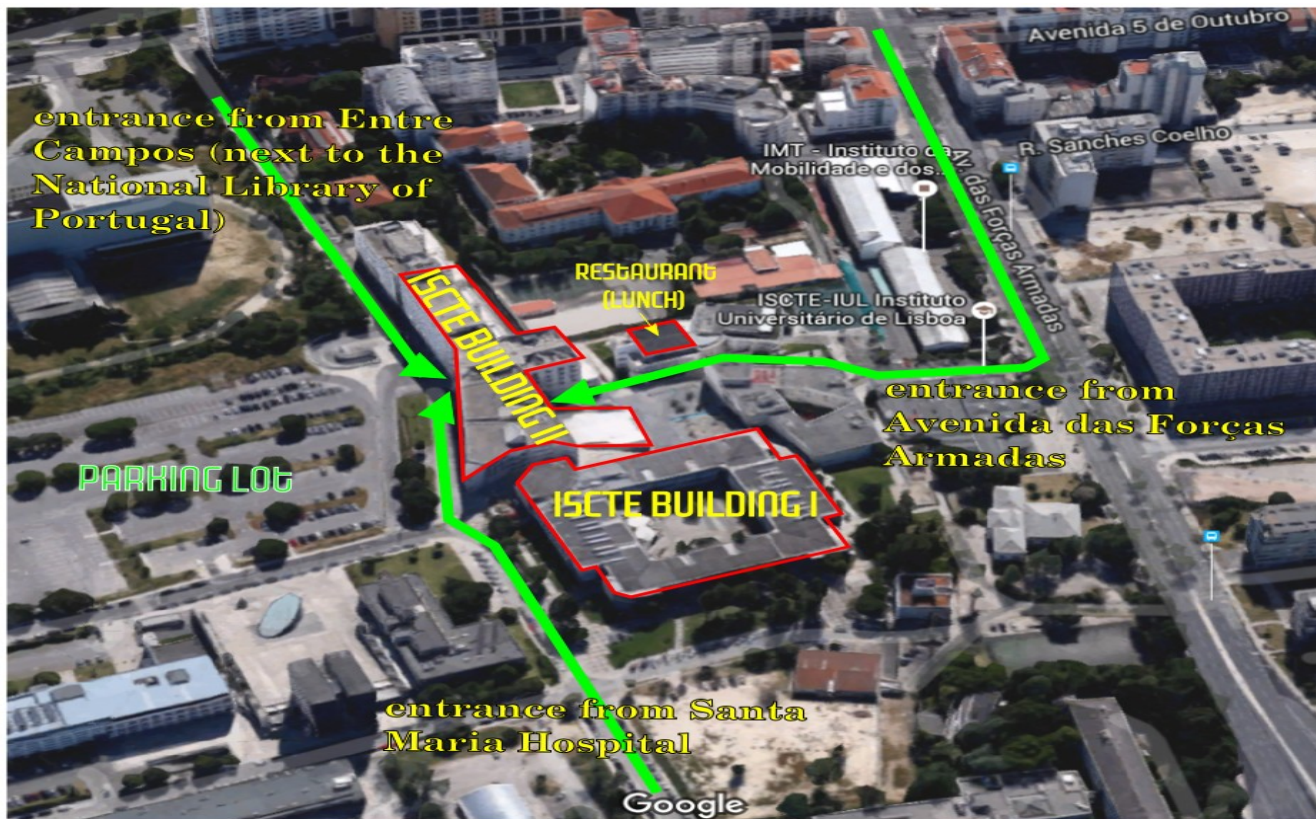 Avenida 5 de Outubro
entrance from Entre
Campos (next to the
National Library of
Portugal)
R. Sanches Coelho
IMT - Instituto da
Mobilidade e dos...
Av. das Forças Armadas
RESTAURANT
(LUNCH)
ISCTE-IUL Instituto
Universitário de Lisboa
ISCTE BUILDING II
entrance from
Avenida das Forças
Armadas
PARKING LOT
ISCTE BUILDING I
entrance from Santa
Maria Hospital
Google